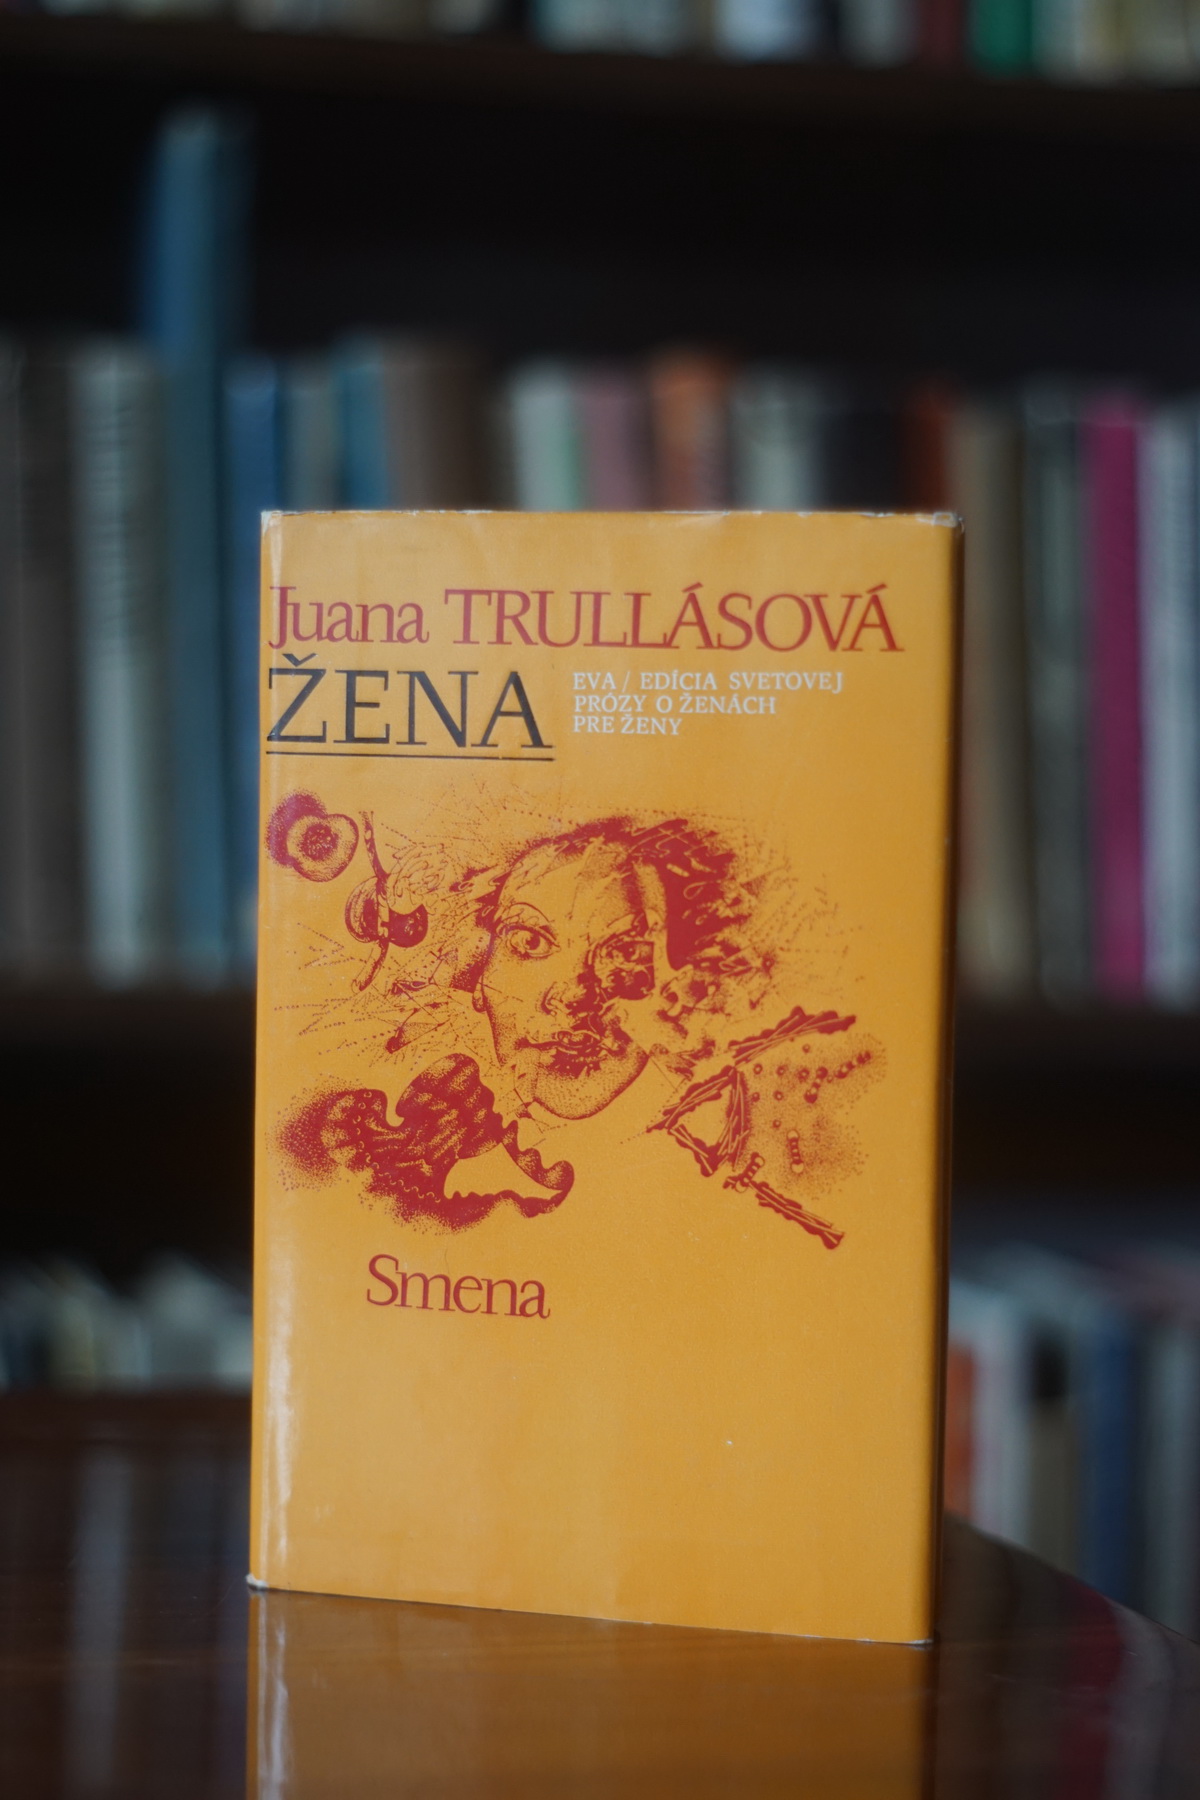 Juana TRULLÁSOVÁ
ŽENA
EVA / EDÍCIA SVETOVEJ
PRÓZY O ŽENÁCH
PRE ŽENY
Smena